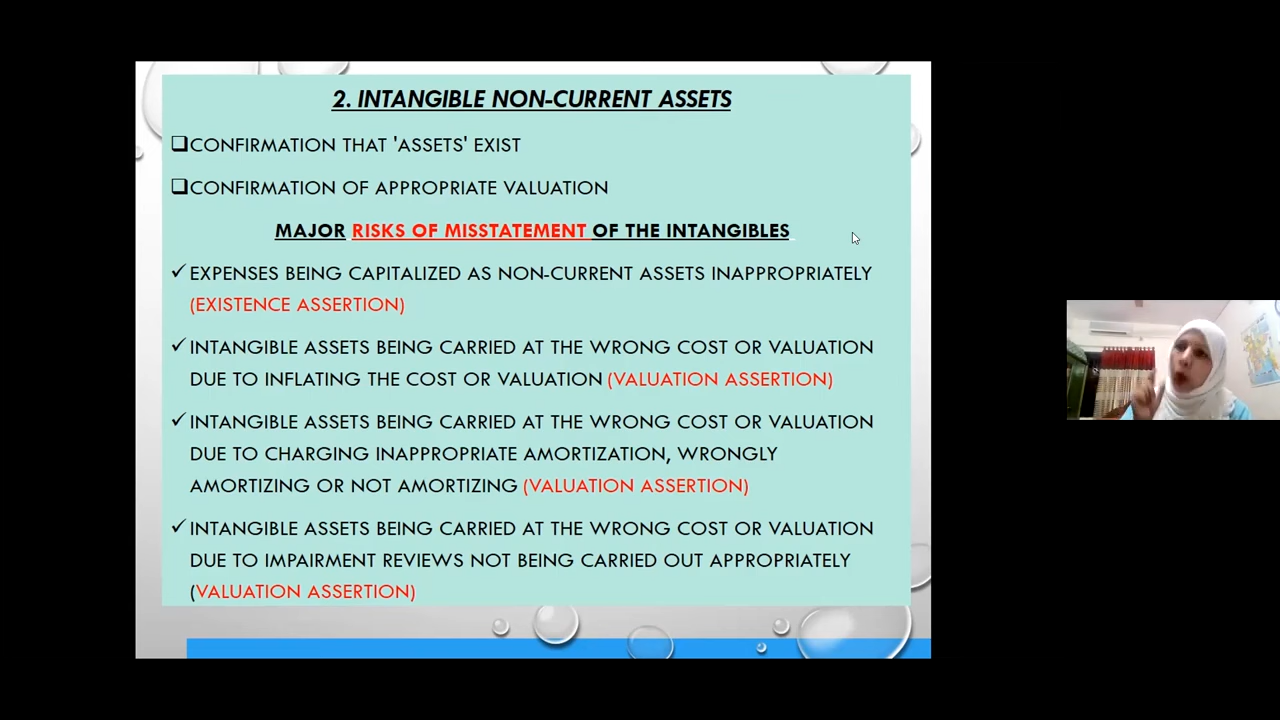 2. INTANGIBLE NON-CURRENT ASSETS
CONFIRMATION THAT 'ASSETS' EXIST
CONFIRMATION OF APPROPRIATE VALUATION
MAJOR RISKS OF MISSTATEMENT OF THE INTANGIBLES
EXPENSES BEING CAPITALIZED AS NON-CURRENT ASSETS INAPPROPRIATELY
(EXISTENCE ASSERTION)
INTANGIBLE ASSETS BEING CARRIED AT THE WRONG COST OR VALUATION
DUE TO INFLATING THE COST OR VALUATION (VALUATION ASSERTION)
INTANGIBLE ASSETS BEING CARRIED AT THE WRONG COST OR VALUATION
DUE TO CHARGING INAPPROPRIATE AMORTIZATION, WRONGLY
AMORTIZING OR NOT AMORTIZING (VALUATION ASSERTION)
INTANGIBLE ASSETS BEING CARRIED AT THE WRONG COST OR VALUATION
DUE TO IMPAIRMENT REVIEWS NOT BEING CARRIED OUT APPROPRIATELY
(VALUATION ASSERTION)